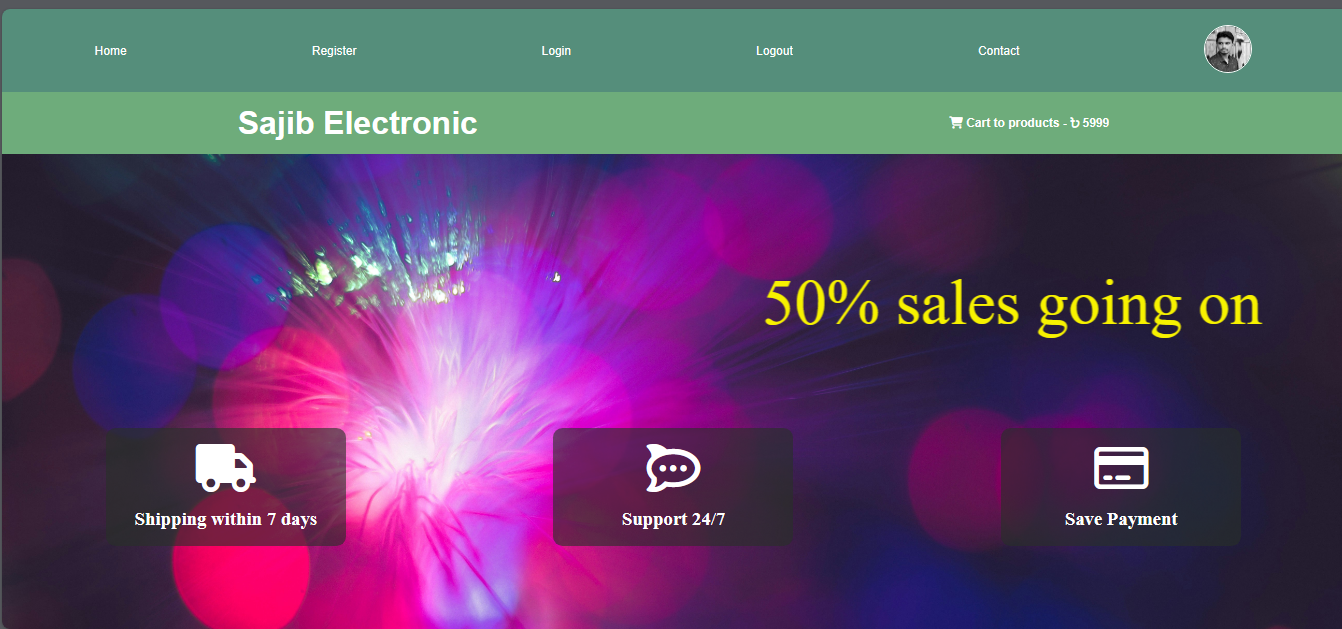 Home Register Login Logout Contact
Sajib Electronic Cart to products - ৳ 5999
50% sales going on
Shipping within 7 days Support 24/7 Save Payment